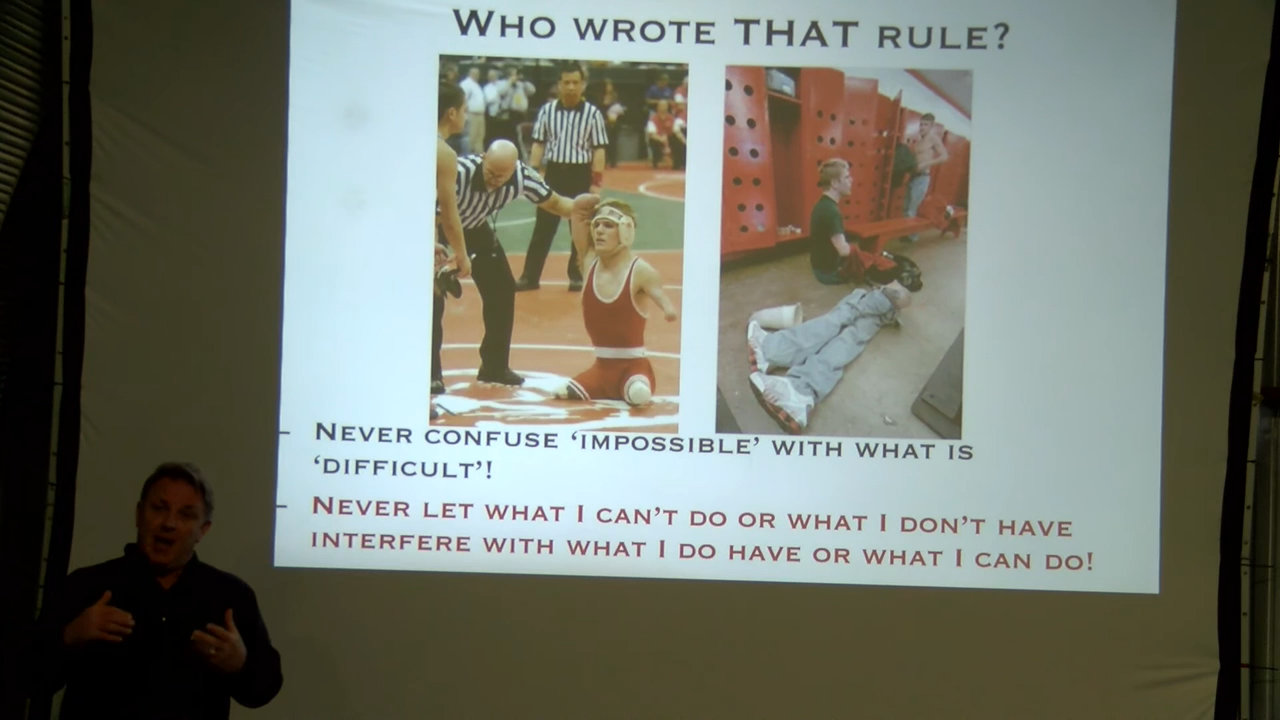 WHO WROTE THAT RULE?
- NEVER CONFUSE ‘IMPOSSIBLE’ WITH WHAT IS
‘DIFFICULT’!
- NEVER LET WHAT I CAN’T DO OR WHAT I DON’T HAVE
INTERFERE WITH WHAT I DO HAVE OR WHAT I CAN DO!